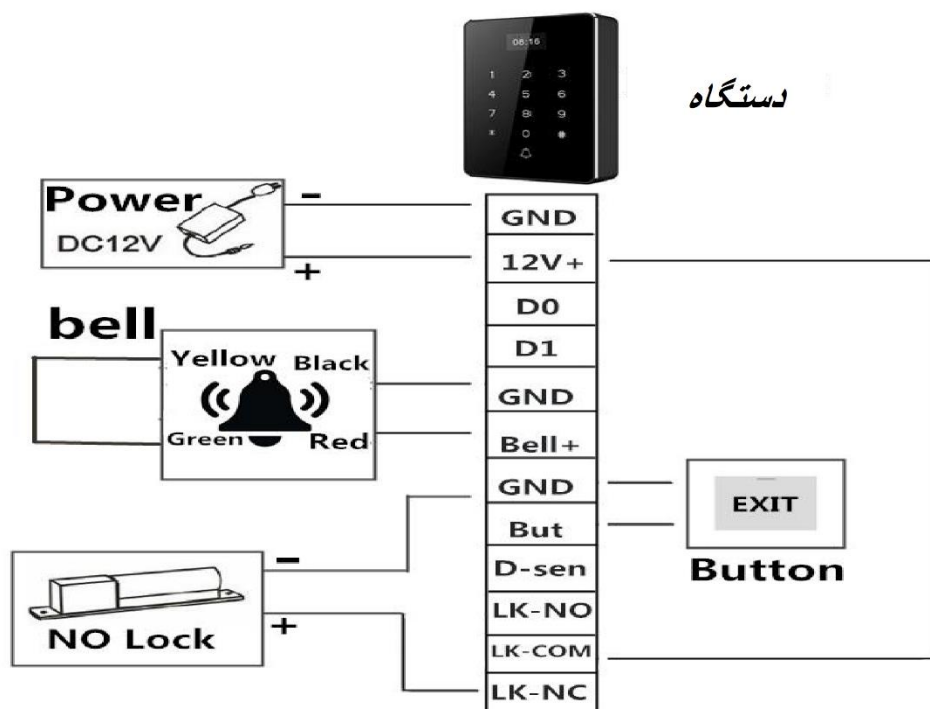 08:16
1 2 3
4 5 6
7 8 9
* 0 #
دستگاه
Power
DC12V
-
+
GND
12V+
D0
D1
GND
Bell+
GND
But
D-sen
LK-NO
LK-COM
LK-NC
bell
Yellow Black
Green Red
EXIT
Button
-
+
NO Lock